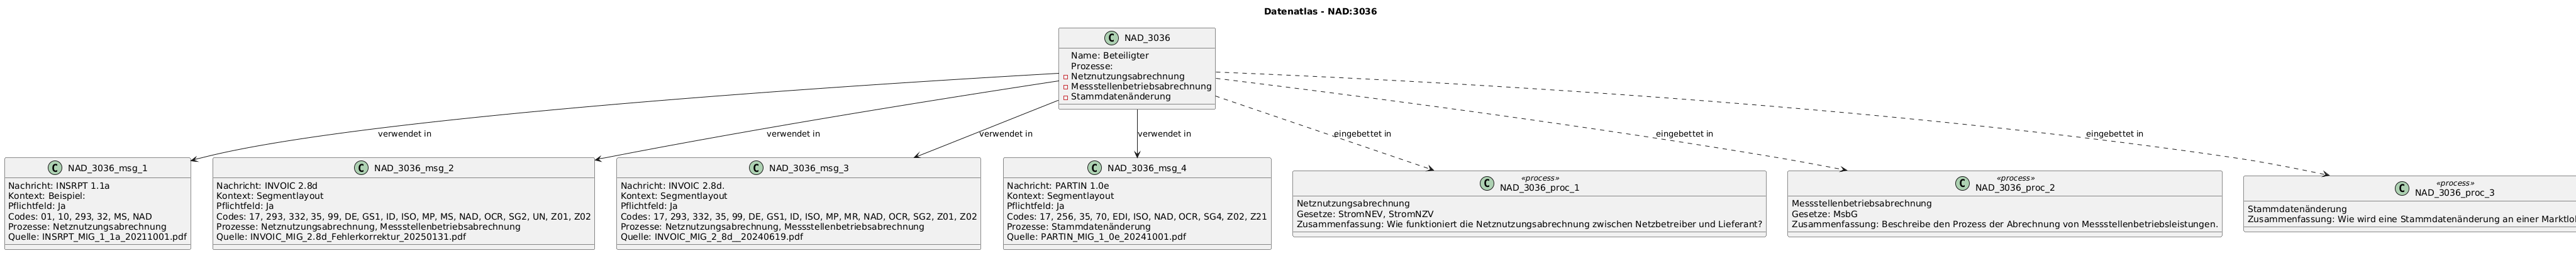 Datenatlas - NAD:3036
C NAD_3036
Name: Beteiligter
Prozesse:
Netznutzungsabrechnung
Messstellenbetriebsabrechnung
Stammdatenänderung
verwendet in
verwendet in
verwendet in
verwendet in
eingebettet in
eingebettet in
eingebettet in
C NAD_3036_msg_1
Nachricht: INSRPT 1.1a
Kontext: Beispiel:
Pflichtfeld: Ja
Codes: 01, 10, 293, 32, MS, NAD
Prozesse: Netznutzungsabrechnung
Quelle: INSRPT_MIG_1_1a_20211001.pdf
C NAD_3036_msg_2
Nachricht: INVOIC 2.8d
Kontext: Segmentlayout
Pflichtfeld: Ja
Codes: 17, 293, 332, 35, 99, DE, GS1, ID, ISO, MP, MS, NAD, OCR, SG2, UN, Z01, Z02
Prozesse: Netznutzungsabrechnung, Messstellenbetriebsabrechnung
Quelle: INVOIC_MIG_2.8d_Fehlerkorrektur_20250131.pdf
C NAD_3036_msg_3
Nachricht: INVOIC 2.8d.
Kontext: Segmentlayout
Pflichtfeld: Ja
Codes: 17, 293, 332, 35, 99, DE, GS1, ID, ISO, MP, MR, NAD, OCR, SG2, Z01, Z02
Prozesse: Netznutzungsabrechnung, Messstellenbetriebsabrechnung
Quelle: INVOIC_MIG_2_8d__20240619.pdf
C NAD_3036_msg_4
Nachricht: PARTIN 1.0e
Kontext: Segmentlayout
Pflichtfeld: Ja
Codes: 17, 256, 35, 70, EDI, ISO, NAD, OCR, SG4, Z02, Z21
Prozesse: Stammdatenänderung
Quelle: PARTIN_MIG_1_0e_20241001.pdf
C «process»
NAD_3036_proc_1
Netznutzungsabrechnung
Gesetze: StromNEV, StromNZV
Zusammenfassung: Wie funktioniert die Netznutzungsabrechnung zwischen Netzbetreiber und Lieferant?
C «process»
NAD_3036_proc_2
Messstellenbetriebsabrechnung
Gesetze: MsbG
Zusammenfassung: Beschreibe den Prozess der Abrechnung von Messstellenbetriebsleistungen.
C «process»
NAD_3036_proc_3
Stammdatenänderung
Zusammenfassung: Wie wird eine Stammdatenänderung an einer